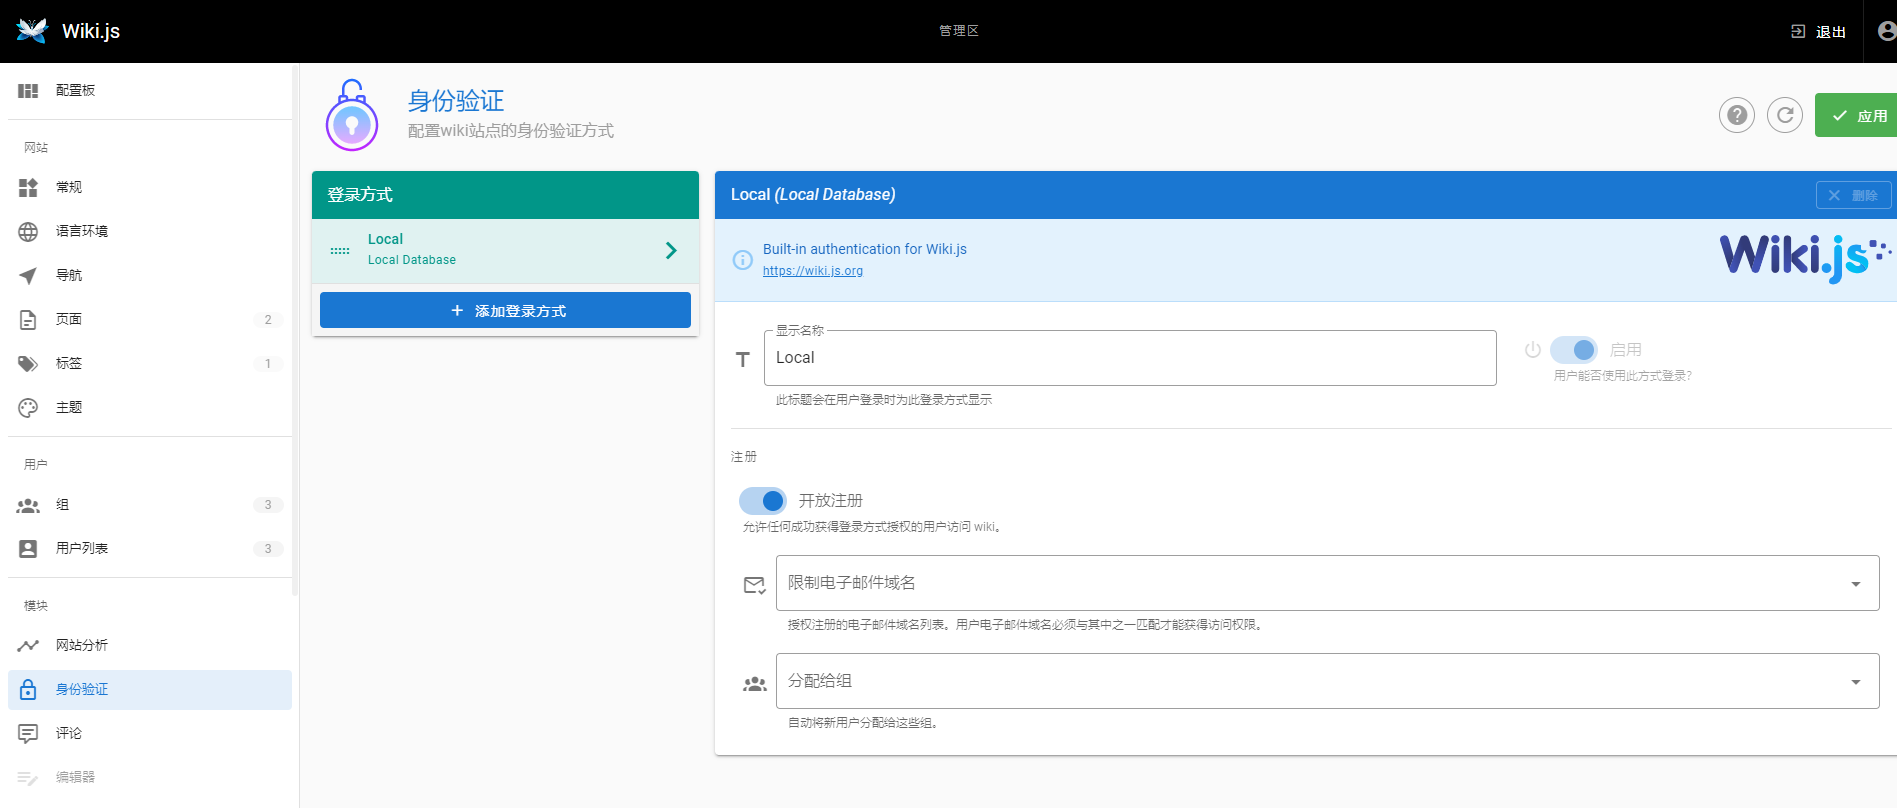 Wiki.js
管理区
退出
配置板
网站
常规
语言环境
导航
页面 2
标签 1
主题
用户
组 3
用户列表 3
模块
网站分析
身份验证
评论
编辑器
身份验证
配置wiki站点的身份验证方式
应用
登录方式
Local
Local Database
添加登录方式
Local (Local Database)
删除
Built-in authentication for Wiki.js
https://wiki.js.org
Wiki.js
显示名称
Local
此标题会在用户登录时为此登录方式显示
启用
用户能否使用此方式登录?
注册
开放注册
允许任何成功获得登录方式授权的用户访问 wiki。
限制电子邮件域名
授权注册的电子邮件域名列表。用户电子邮件域名必须与其中之一匹配才能获得访问权限。
分配给组
自动将新用户分配给这些组。